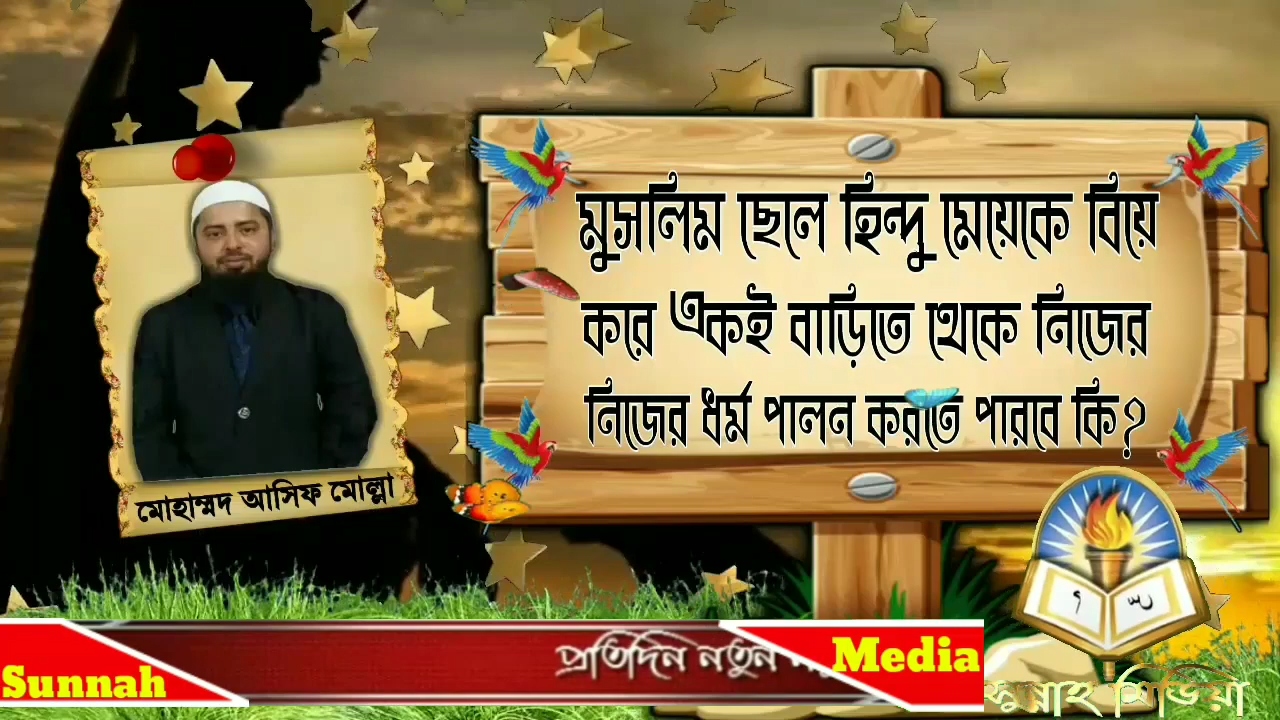 মুসলিম ছেলে হিন্দু মেয়েকে বিয়ে
করে একই বাড়িতে থেকে নিজের
নিজের ধর্ম পালন করতে পারবে কি?
মোহাম্মদ আসিফ মোল্লা
প্রতিদিন নতুন
Sunnah
Media
সুন্নাহ মিডিয়া